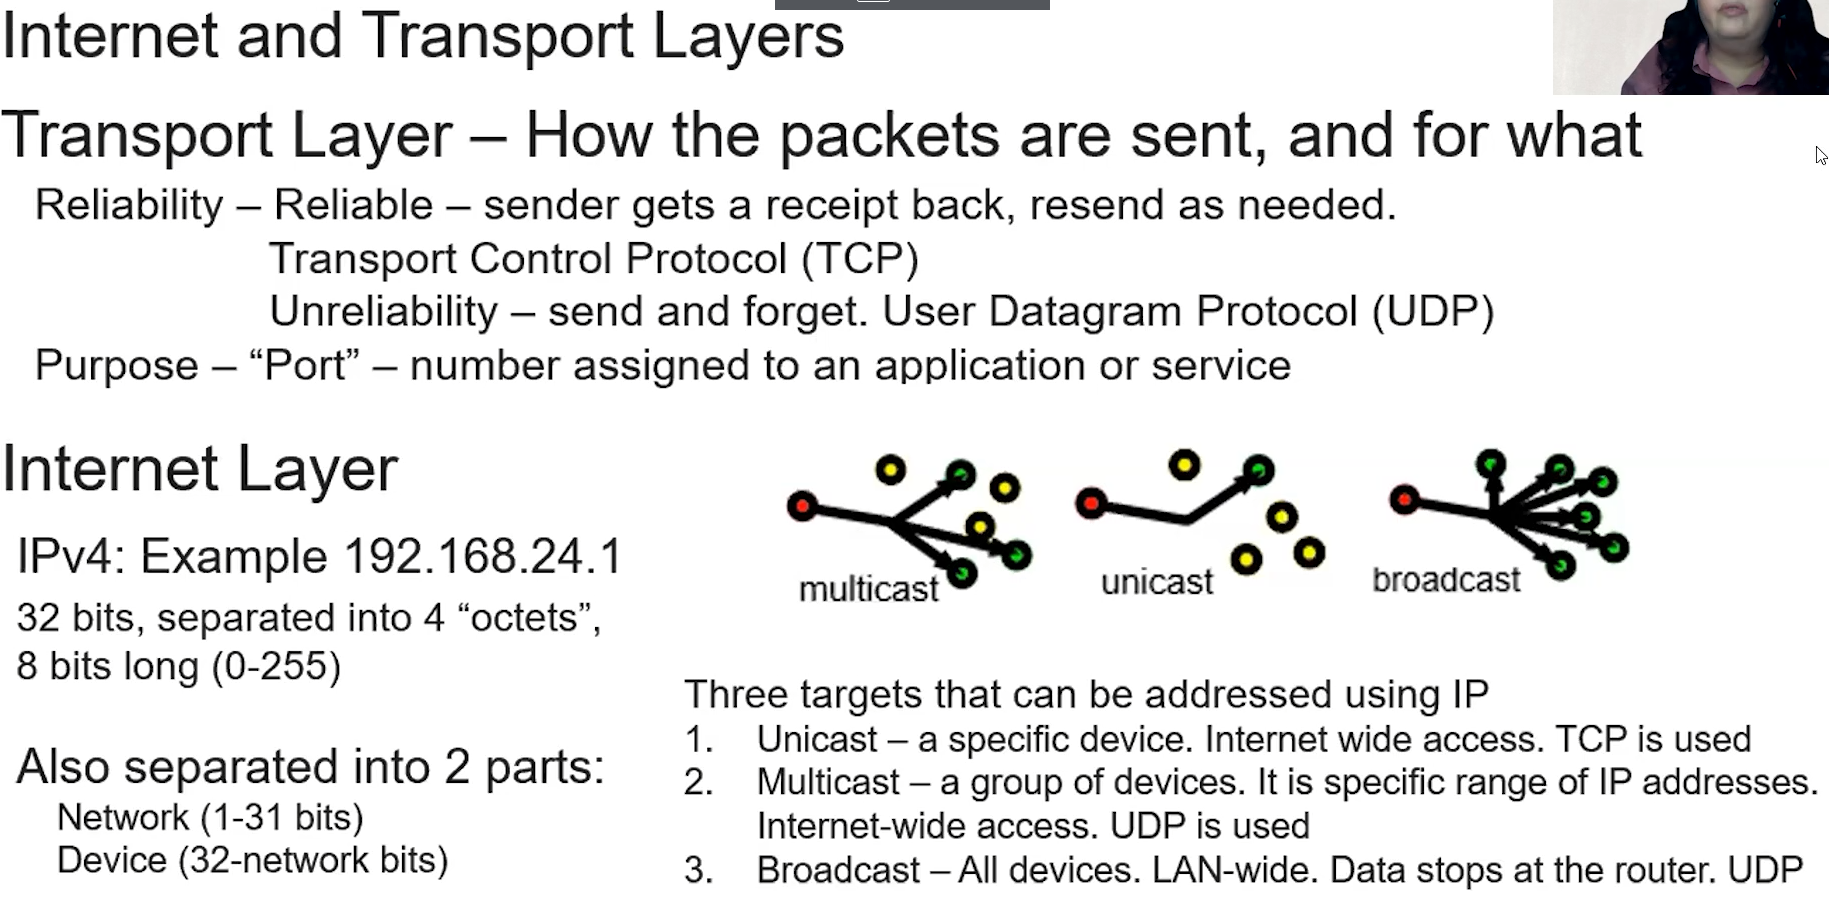 Internet and Transport Layers
Transport Layer – How the packets are sent, and for what
Reliability – Reliable – sender gets a receipt back, resend as needed.
Transport Control Protocol (TCP)
Unreliability – send and forget. User Datagram Protocol (UDP)
Purpose – “Port” – number assigned to an application or service
Internet Layer
IPv4: Example 192.168.24.1
32 bits, separated into 4 “octets”,
8 bits long (0-255)
Also separated into 2 parts:
Network (1-31 bits)
Device (32-network bits)
multicast
unicast
broadcast
Three targets that can be addressed using IP
1. Unicast – a specific device. Internet wide access. TCP is used
2. Multicast – a group of devices. It is specific range of IP addresses.
Internet-wide access. UDP is used
3. Broadcast – All devices. LAN-wide. Data stops at the router. UDP